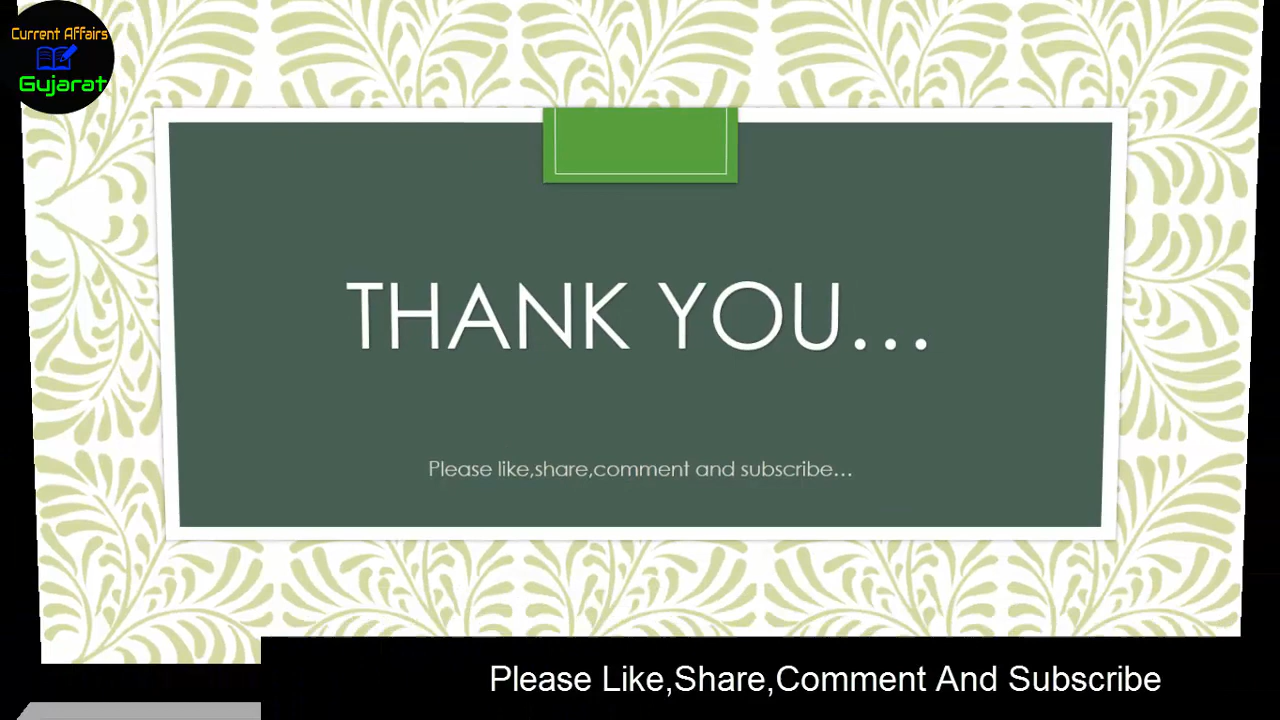 Current Affairs
Gujarat
THANK YOU...
Please like,share,comment and subscribe...
Please Like,Share,Comment And Subscribe